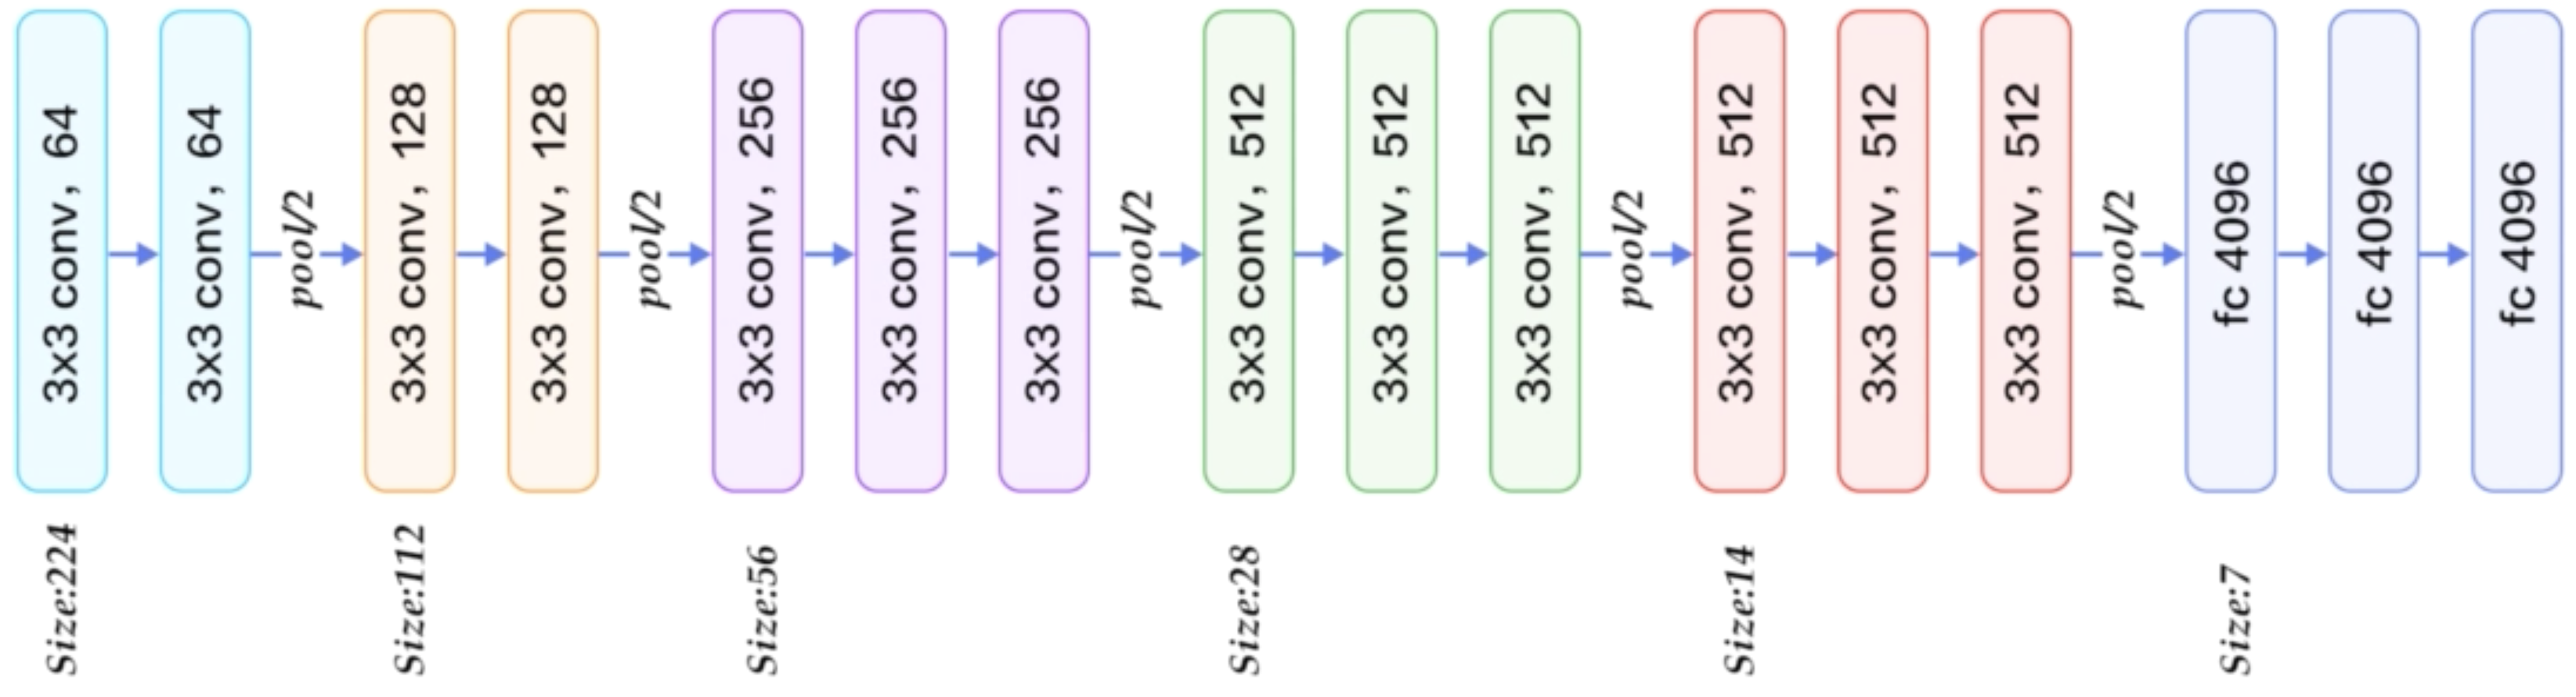 3x3 conv, 64
3x3 conv, 64
pool/2
3x3 conv, 128
3x3 conv, 128
pool/2
3x3 conv, 256
3x3 conv, 256
3x3 conv, 256
pool/2
3x3 conv, 512
3x3 conv, 512
3x3 conv, 512
pool/2
3x3 conv, 512
3x3 conv, 512
3x3 conv, 512
pool/2
fc 4096
fc 4096
fc 4096
Size:224
Size:112
Size:56
Size:28
Size:14
Size:7